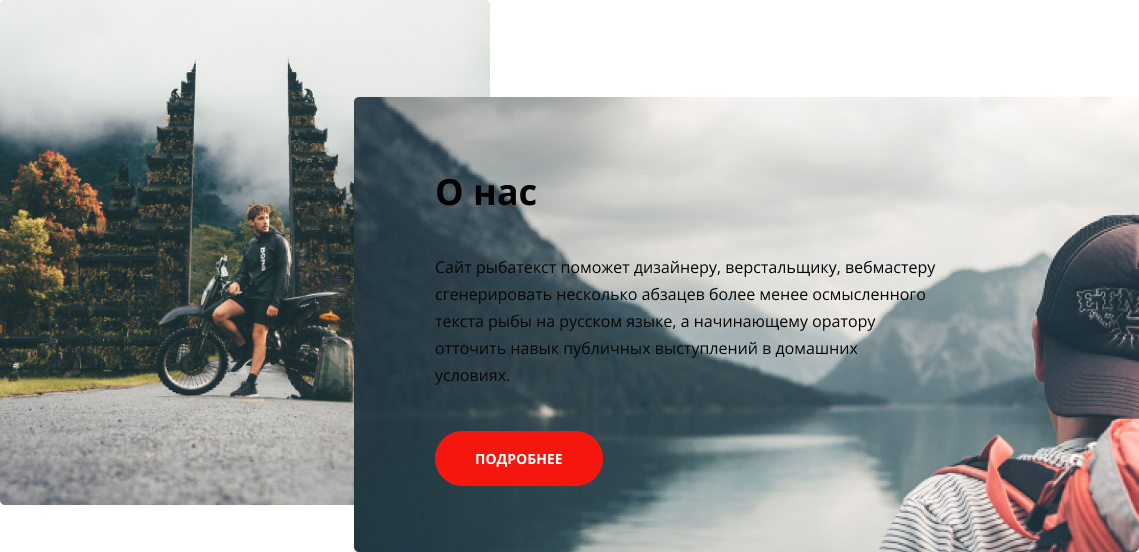 О нас
Сайт рыбатекст поможет дизайнеру, верстальщику, вебмастеру
сгенерировать несколько абзацев более менее осмысленного
текста рыбы на русском языке, а начинающему оратору
отточить навык публичных выступлений в домашних
условиях.
ПОДРОБНЕЕ